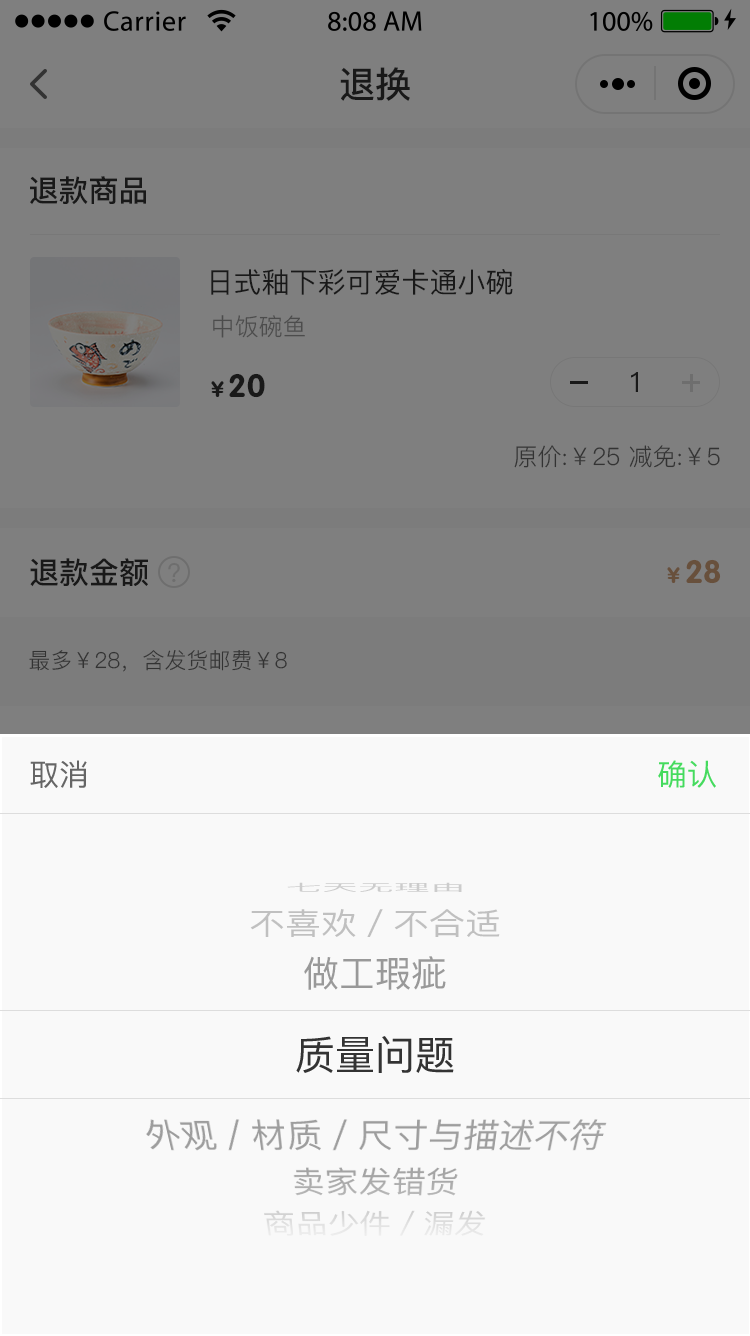 Carrier 8:08 AM 100%
退换
退款商品
日式釉下彩可爱卡通小碗
中饭碗鱼
¥20
− 1 +
原价:￥25 减免:￥5
退款金额 ? ¥28
最多￥28，含发货邮费￥8
取消 确认
不喜欢 / 不合适
做工瑕疵
质量问题
外观 / 材质 / 尺寸与描述不符
卖家发错货
商品少件 / 漏发